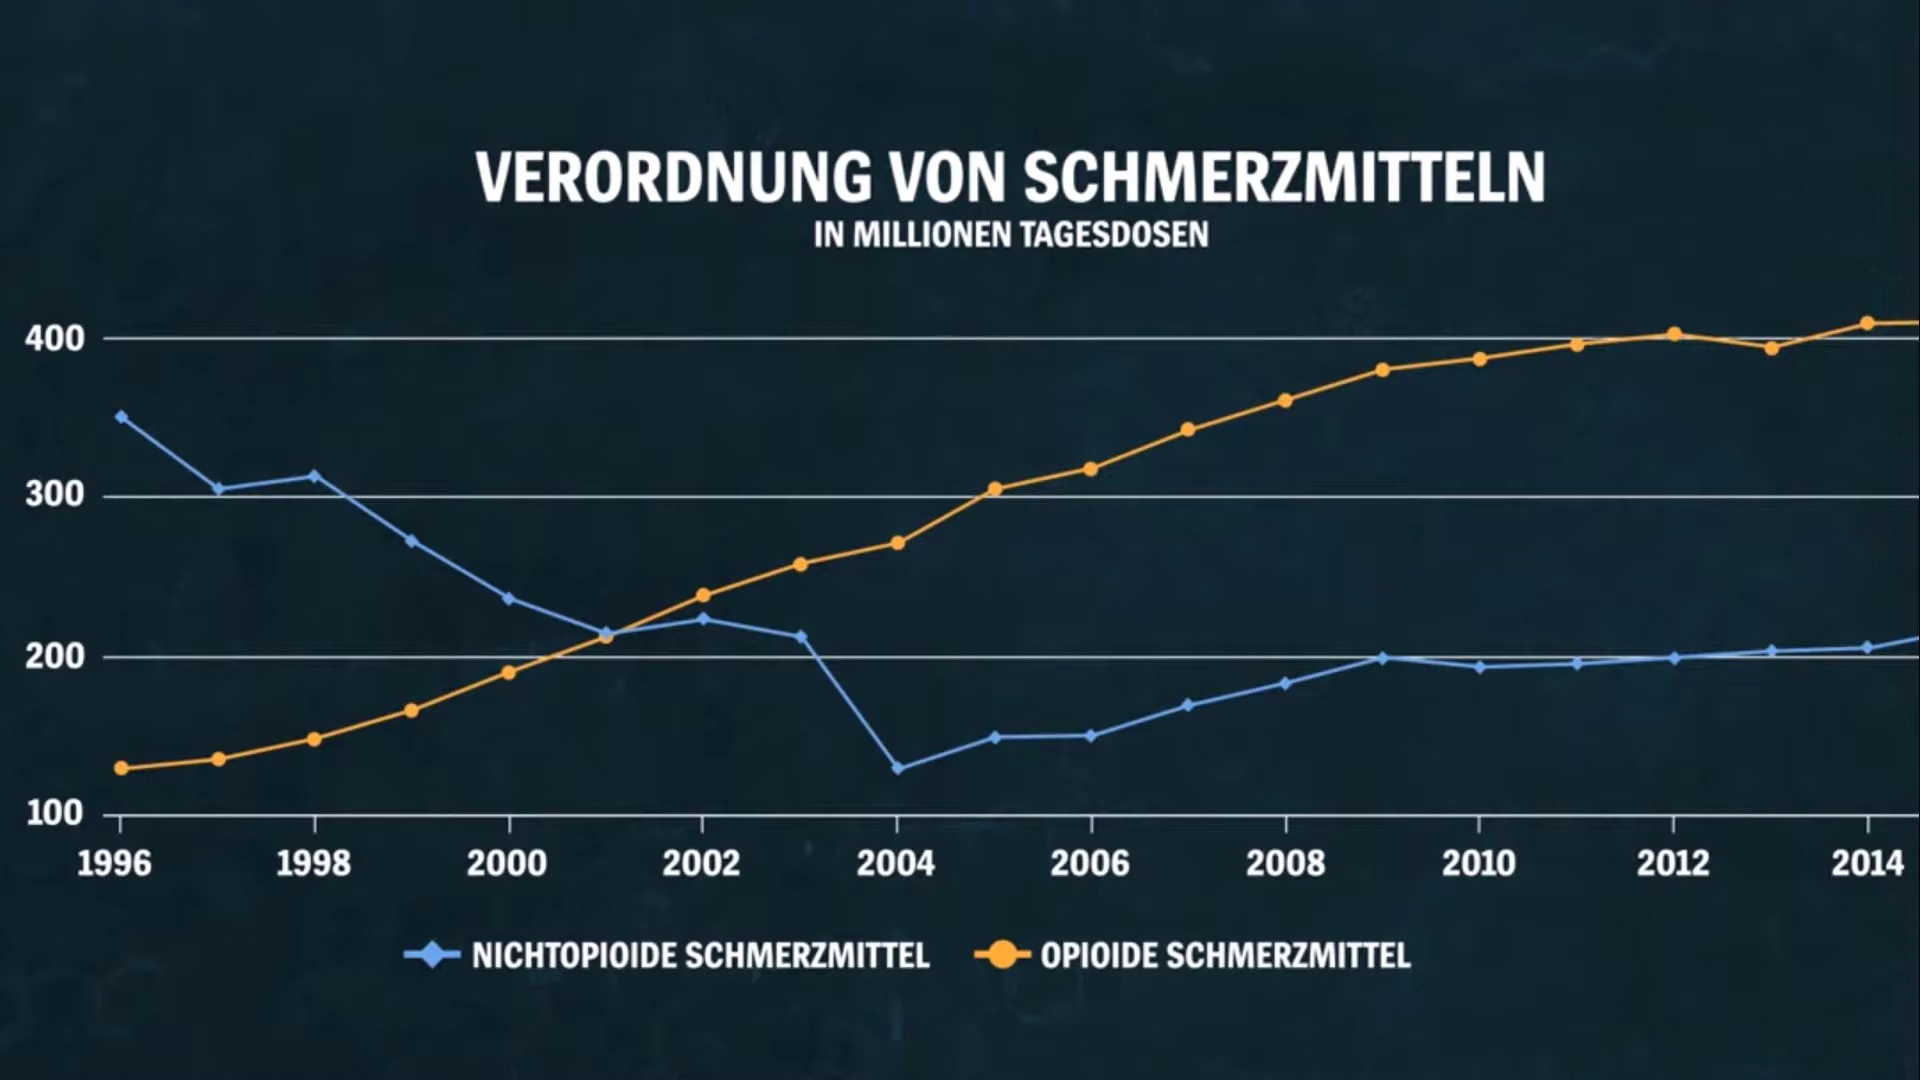 VERORDNUNG VON SCHMERZMITTELN
IN MILLIONEN TAGESDOSEN
400
300
200
100
1996 1998 2000 2002 2004 2006 2008 2010 2012 2014
NICHTOPIOIDE SCHMERZMITTEL OPIOIDE SCHMERZMITTEL